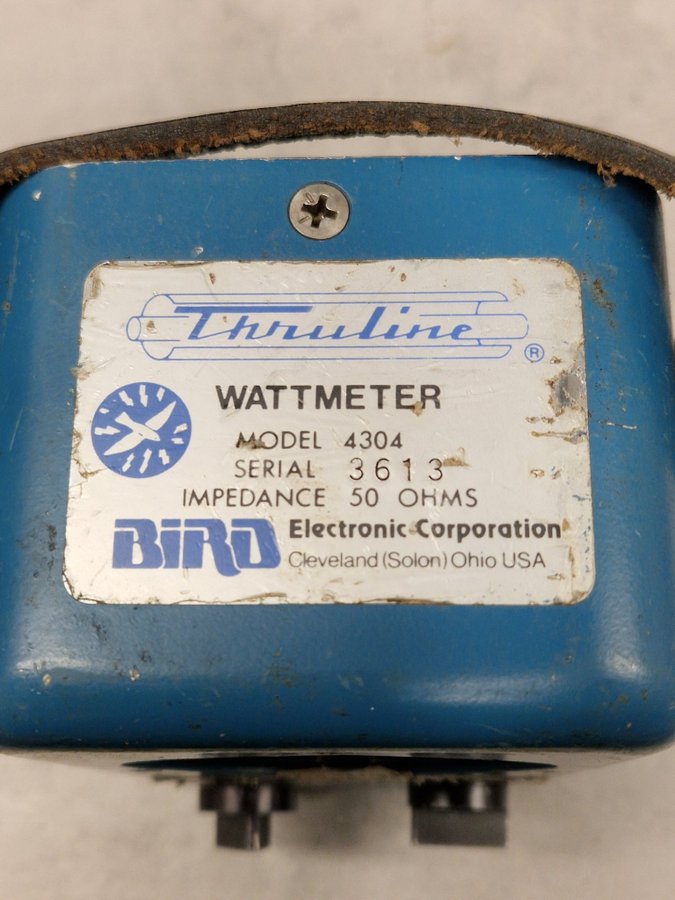 Thruline ®
WATTMETER
MODEL 4304
SERIAL 3613
IMPEDANCE 50 OHMS
BIRD Electronic Corporation
Cleveland (Solon) Ohio USA